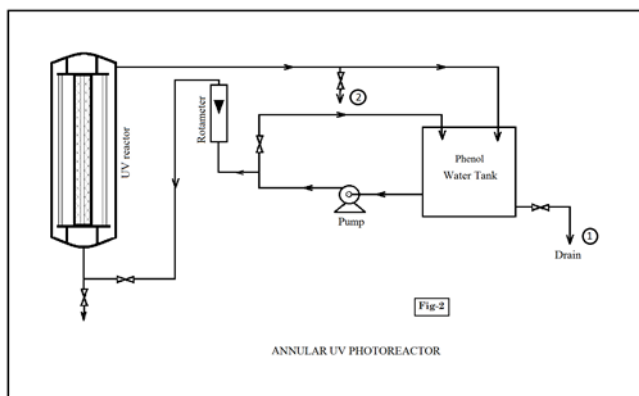 2
Rotameter
UV reactor
Phenol
Water Tank
Pump
1
Drain
Fig-2
ANNULAR UV PHOTOREACTOR